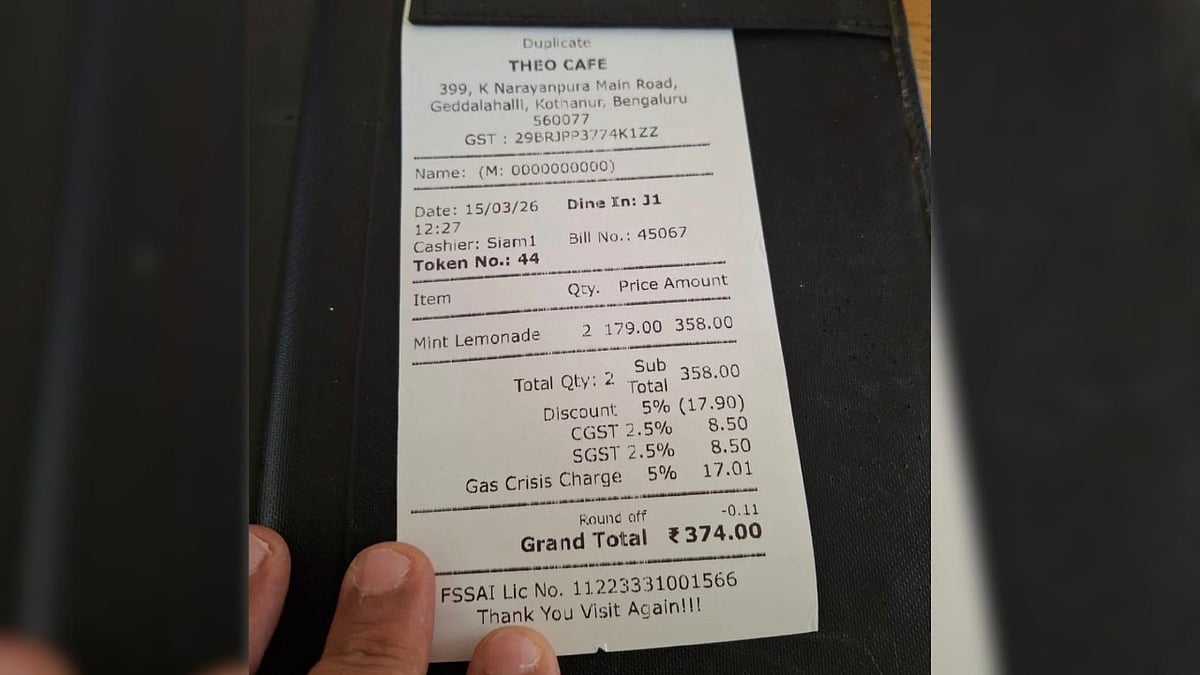 Duplicate
THEO CAFE
399, K Narayanpura Main Road,
Geddalahalli, Kothanur, Bengaluru
560077
GST : 29BRJPP3774K1ZZ
Name: (M: 0000000000)
Date: 15/03/26 Dine In: J1
12:27
Cashier: Siam1 Bill No.: 45067
Token No.: 44
Item Qty. Price Amount
Mint Lemonade 2 179.00 358.00
Total Qty: 2 Sub Total 358.00
Discount 5% (17.90)
CGST 2.5% 8.50
SGST 2.5% 8.50
Gas Crisis Charge 5% 17.01
Round off -0.11
Grand Total ₹374.00
FSSAI Lic No. 11223331001566
Thank You Visit Again!!!